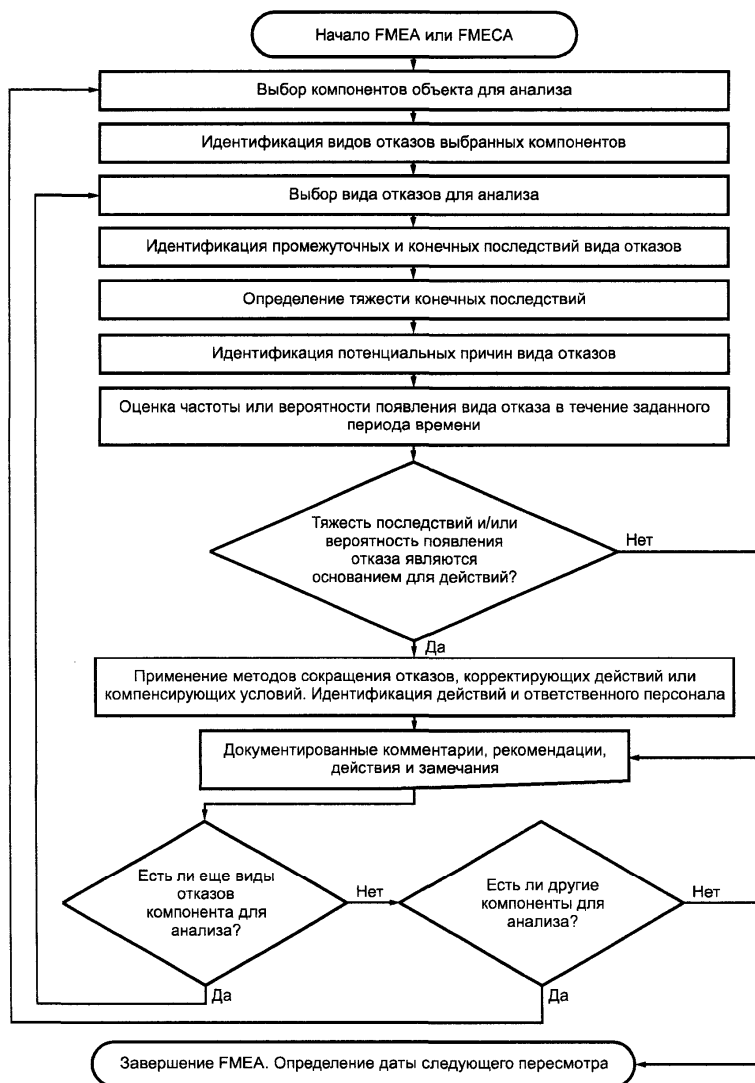 Начало FMEA или FMECA
Выбор компонентов объекта для анализа
Идентификация видов отказов выбранных компонентов
Выбор вида отказов для анализа
Идентификация промежуточных и конечных последствий вида отказов
Определение тяжести конечных последствий
Идентификация потенциальных причин вида отказов
Оценка частоты или вероятности появления вида отказа в течение заданного
периода времени
Тяжесть последствий и/или
вероятность появления
отказа являются
основанием для действий?
Нет
Да
Применение методов сокращения отказов, корректирующих действий или
компенсирующих условий. Идентификация действий и ответственного персонала
Документированные комментарии, рекомендации,
действия и замечания
Есть ли еще виды
отказов
компонента для
анализа?
Нет
Есть ли другие
компоненты для
анализа?
Нет
Да
Да
Завершение FMEA. Определение даты следующего пересмотра